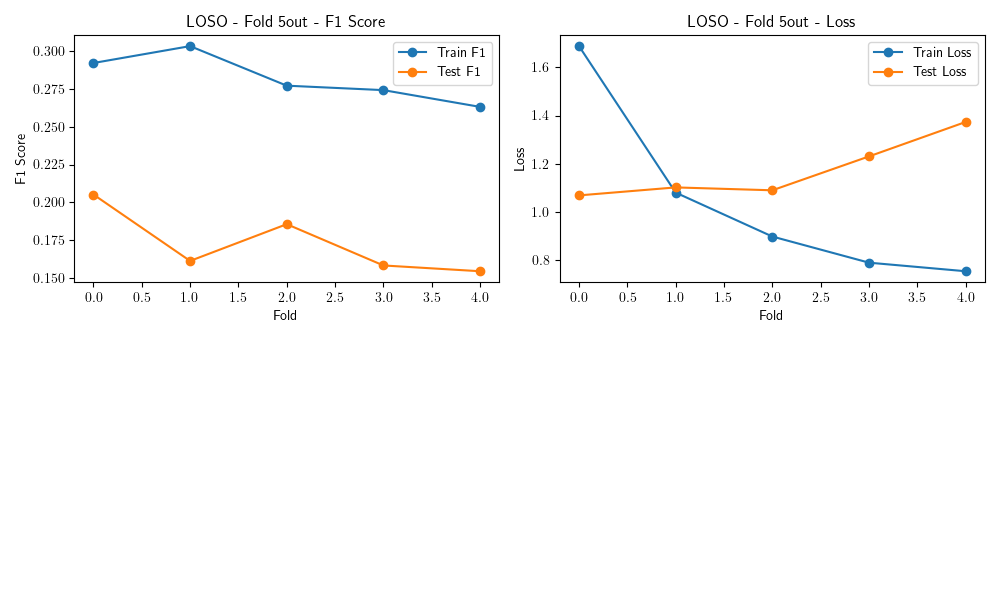 LOSO - Fold 5out - F1 Score
Train F1
Test F1
F1 Score
0.300
0.275
0.250
0.225
0.200
0.175
0.150
0.0 0.5 1.0 1.5 2.0 2.5 3.0 3.5 4.0
Fold
LOSO - Fold 5out - Loss
Train Loss
Test Loss
Loss
1.6
1.4
1.2
1.0
0.8
0.0 0.5 1.0 1.5 2.0 2.5 3.0 3.5 4.0
Fold